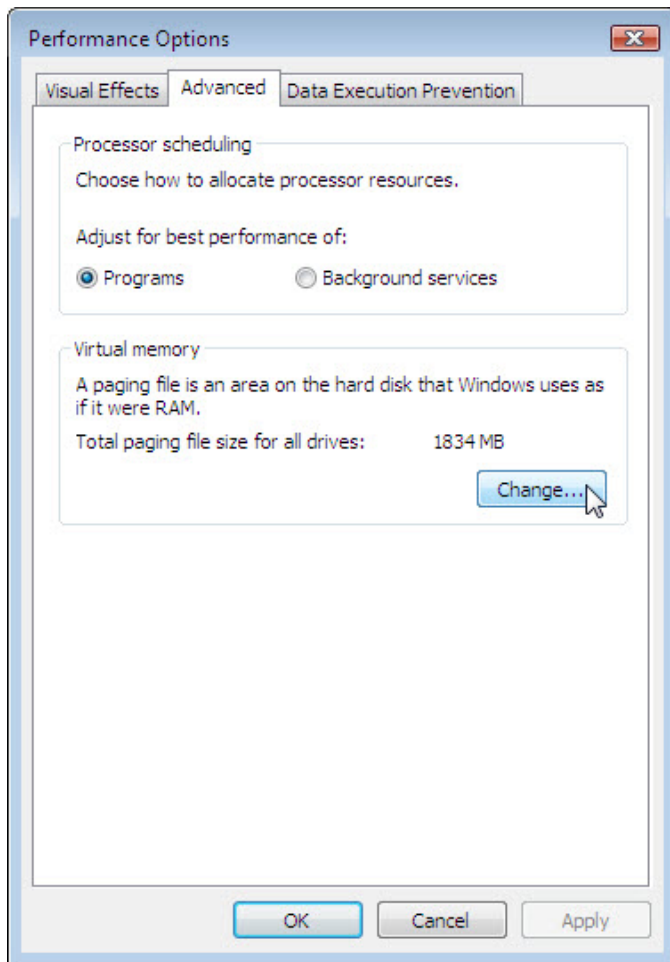 Performance Options
Visual Effects Advanced Data Execution Prevention
Processor scheduling
Choose how to allocate processor resources.
Adjust for best performance of:
Programs Background services
Virtual memory
A paging file is an area on the hard disk that Windows uses as
if it were RAM.
Total paging file size for all drives: 1834 MB
Change...
OK Cancel Apply